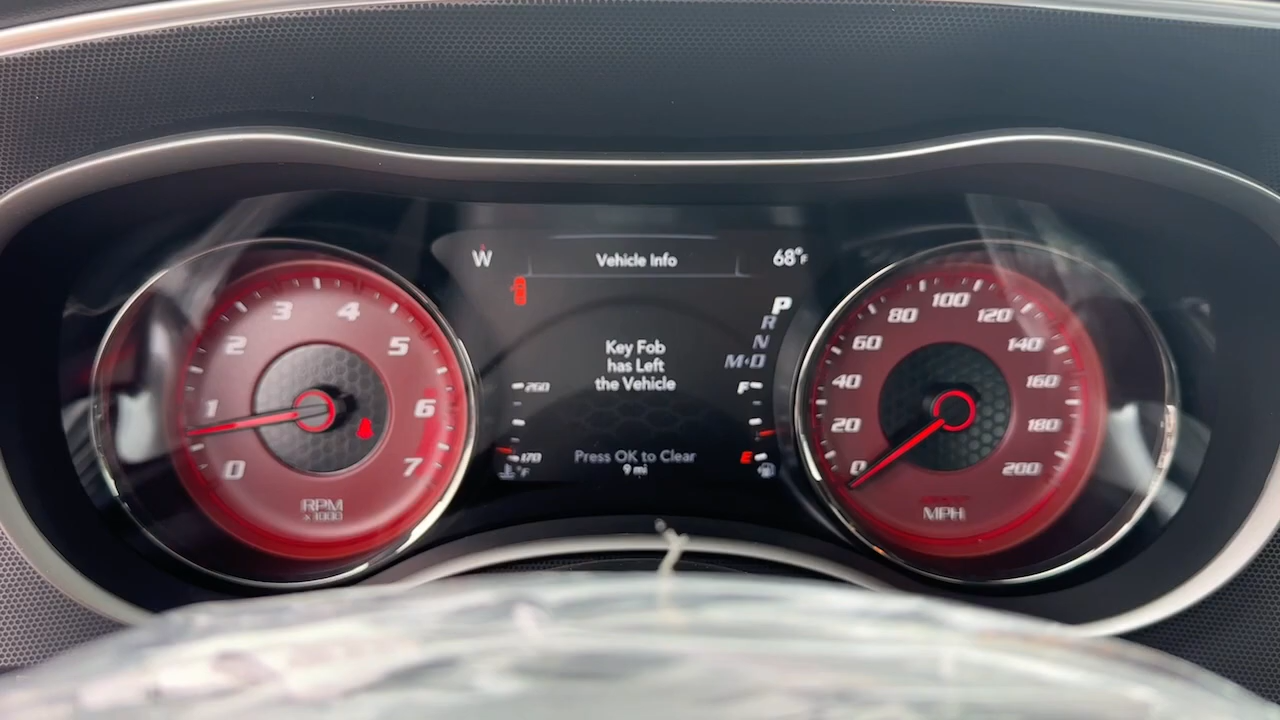 W
Vehicle Info
68°F
P
R
N
M·D
Key Fob
has Left
the Vehicle
Press OK to Clear
9 mi
260
170
°F
F
E
0
1
2
3
4
5
6
7
RPM
x 1000
0
20
40
60
80
100
120
140
160
180
200
MPH